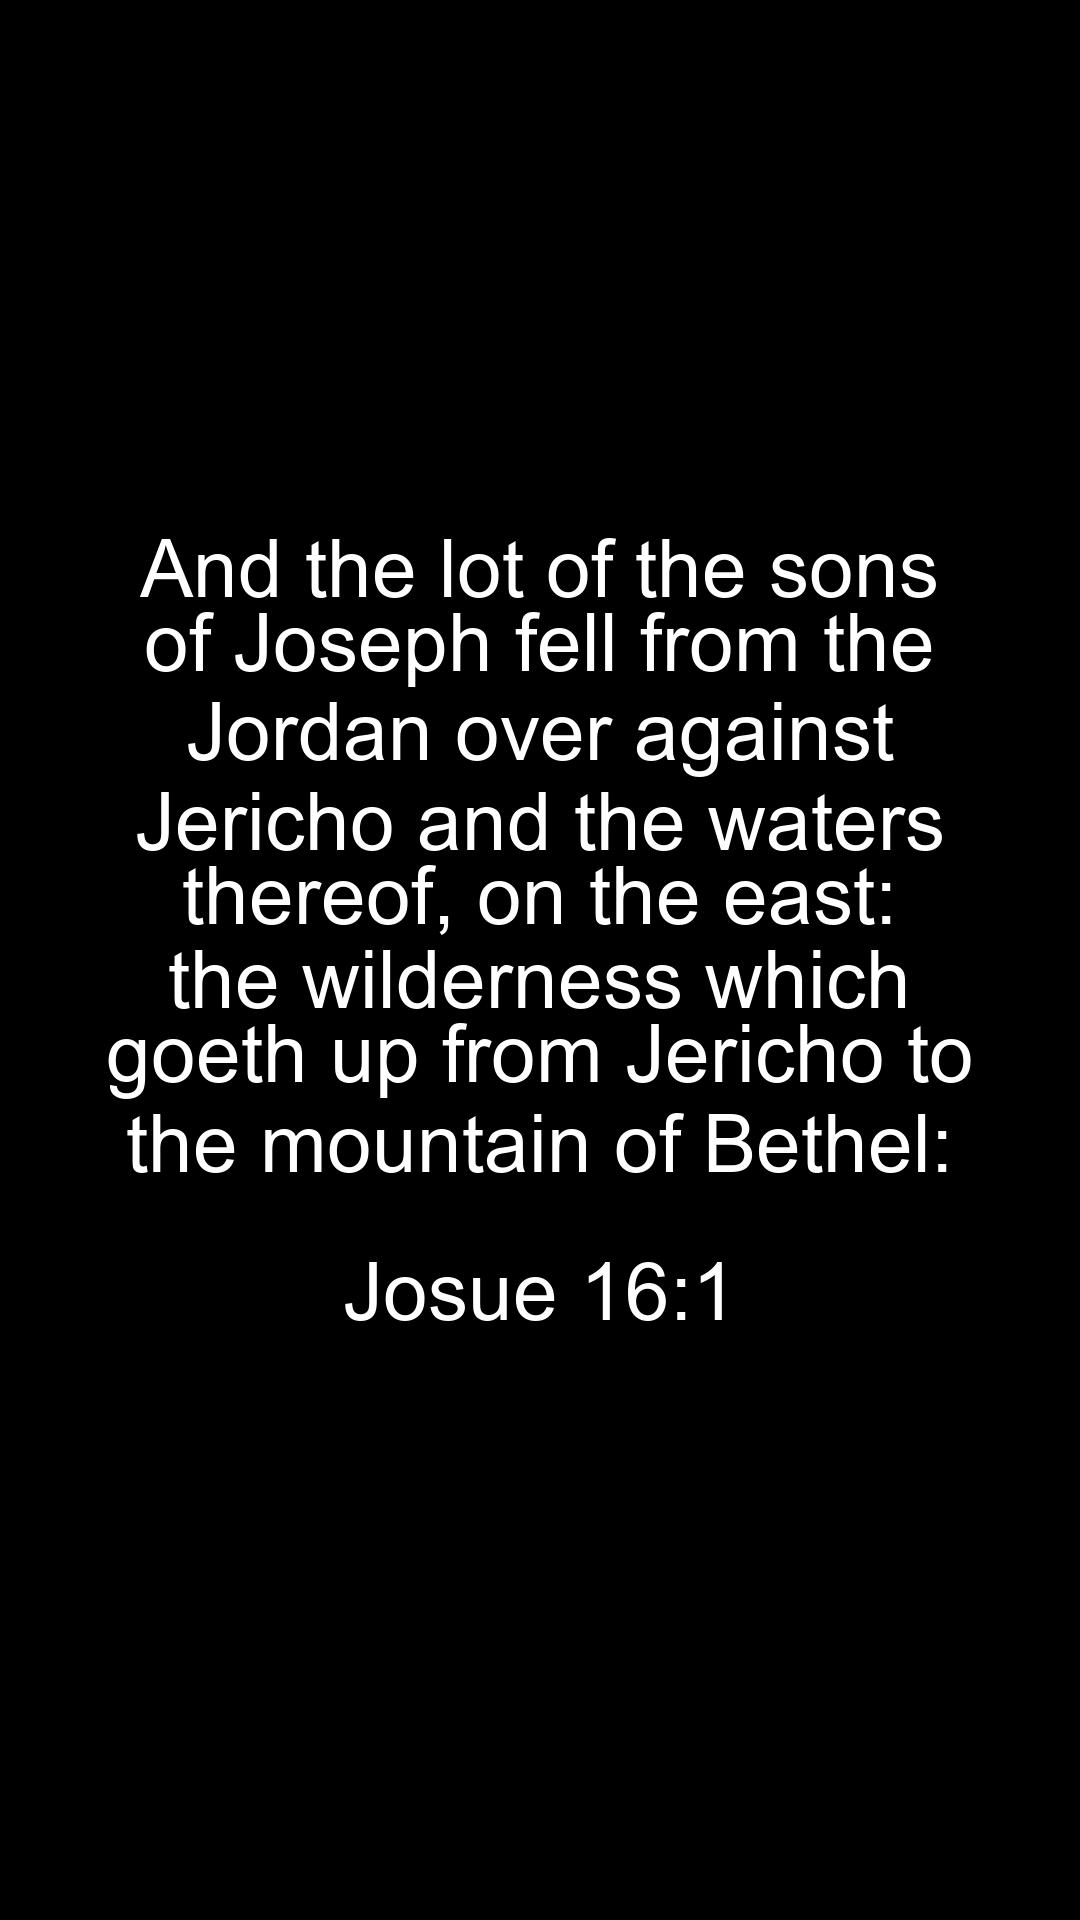 And the lot of the sons
of Joseph fell from the
Jordan over against
Jericho and the waters
thereof, on the east:
the wilderness which
goeth up from Jericho to
the mountain of Bethel:
Josue 16:1